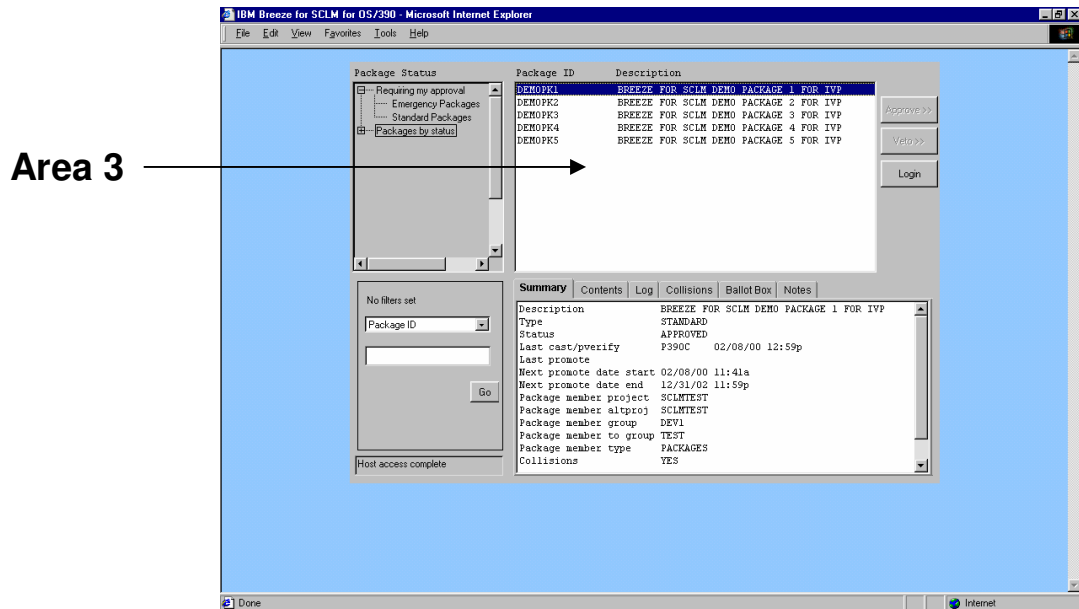 IBM Breeze for SCLM for OS/390 - Microsoft Internet Explorer
File Edit View Favorites Tools Help
Package Status
Requiring my approval
Emergency Packages
Standard Packages
Packages by status
Package ID Description
DEMOPK1 BREEZE FOR SCLM DEMO PACKAGE 1 FOR IVP
DEMOPK2 BREEZE FOR SCLM DEMO PACKAGE 2 FOR IVP
DEMOPK3 BREEZE FOR SCLM DEMO PACKAGE 3 FOR IVP
DEMOPK4 BREEZE FOR SCLM DEMO PACKAGE 4 FOR IVP
DEMOPK5 BREEZE FOR SCLM DEMO PACKAGE 5 FOR IVP
Approve >>
Veto >>
Login
Area 3
No filters set
Package ID
Go
Host access complete
Summary Contents Log Collisions Ballot Box Notes
Description BREEZE FOR SCLM DEMO PACKAGE 1 FOR IVP
Type STANDARD
Status APPROVED
Last cast/pverify P390C 02/08/00 12:59p
Last promote
Next promote date start 02/08/00 11:41a
Next promote date end 12/31/02 11:59p
Package member project SCLMTEST
Package member altproj SCLMTEST
Package member group DEV1
Package member to group TEST
Package member type PACKAGES
Collisions YES
Done
Internet